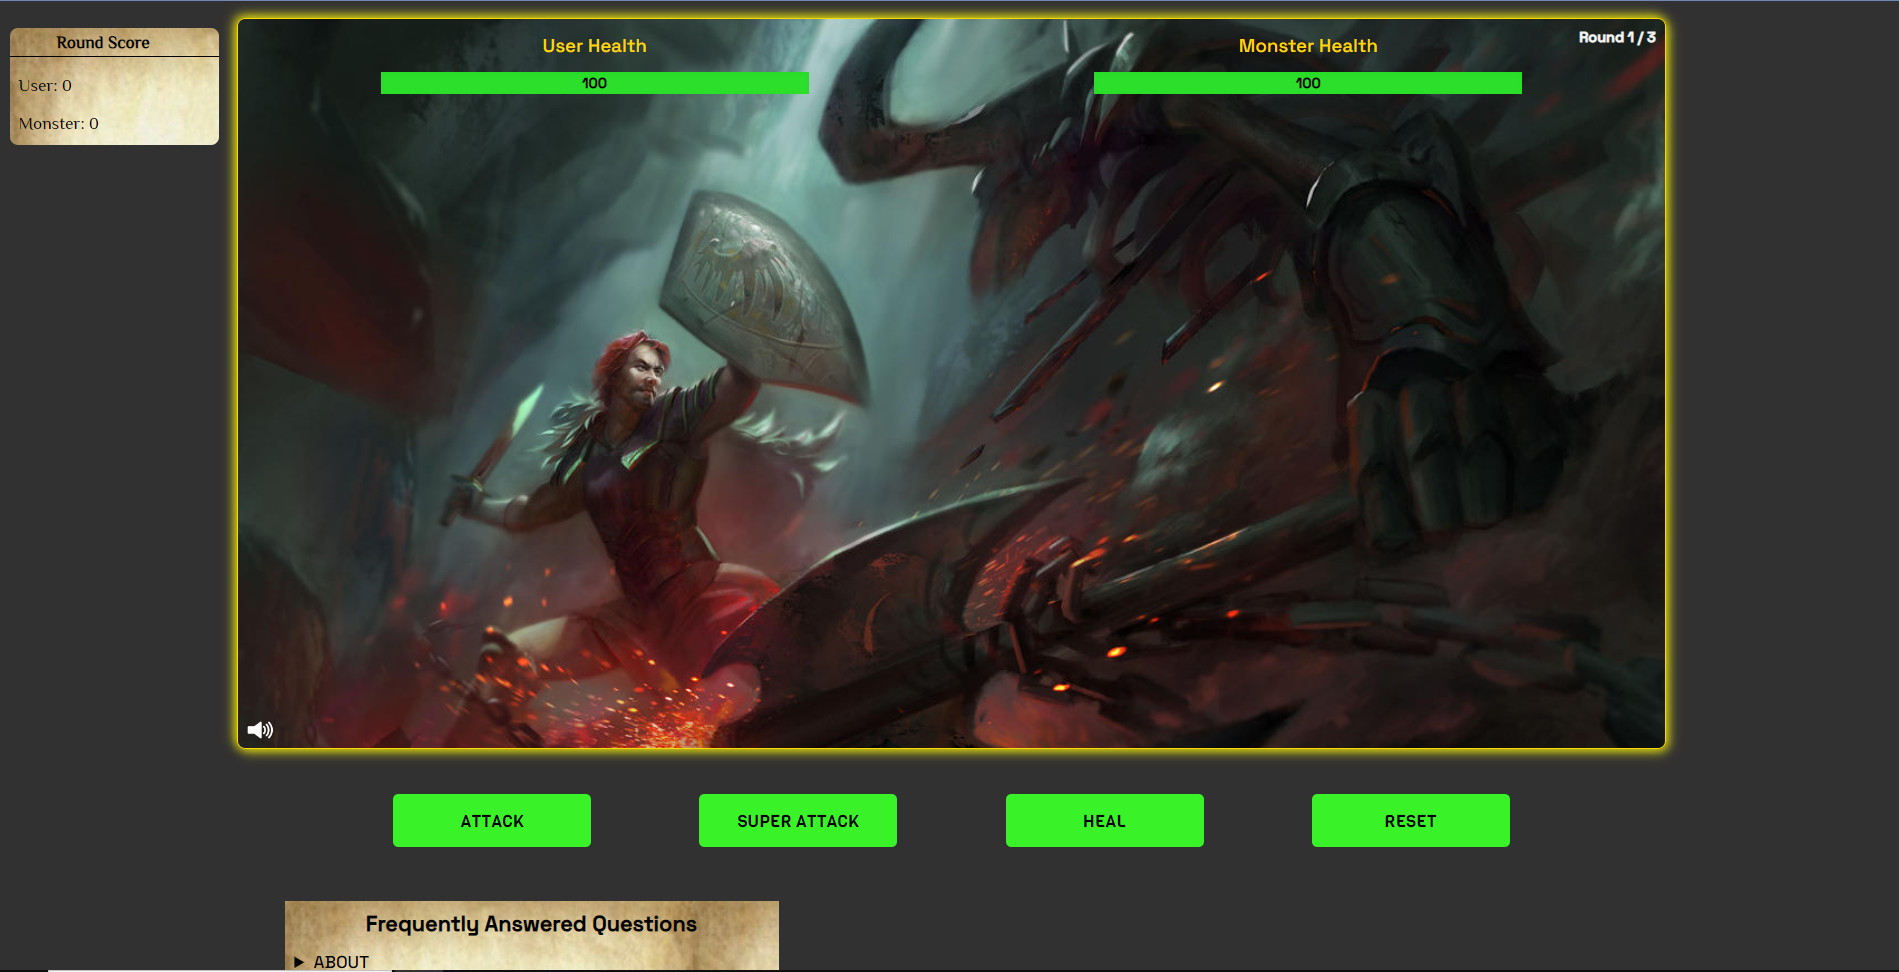 Round Score
User: 0
Monster: 0
User Health
100
Monster Health
100
Round 1 / 3
ATTACK
SUPER ATTACK
HEAL
RESET
Frequently Answered Questions
▶ ABOUT